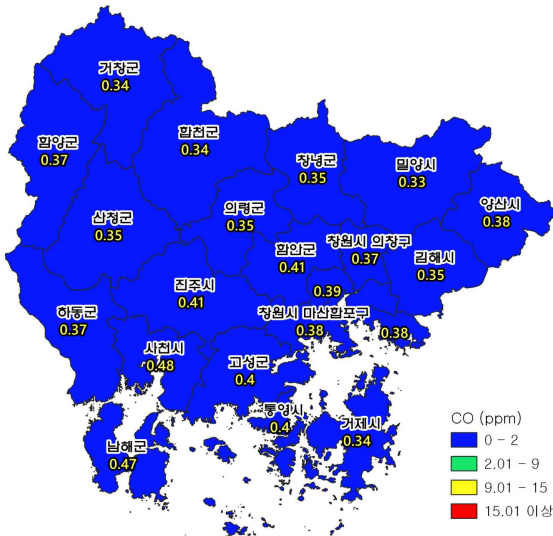 거창군
0.34
함양군
0.37
합천군
0.34
창녕군
0.35
밀양시
0.33
양산시
0.38
산청군
0.35
의령군
0.35
함안군
0.41
창원시 의창구
0.37
김해시
0.35
진주시
0.41
0.39
하동군
0.37
창원시 마산합포구
0.38
0.38
사천시
0.48
고성군
0.4
통영시
0.4
거제시
0.34
남해군
0.47
CO (ppm)
0 - 2
2.01 - 9
9.01 - 15
15.01 이상